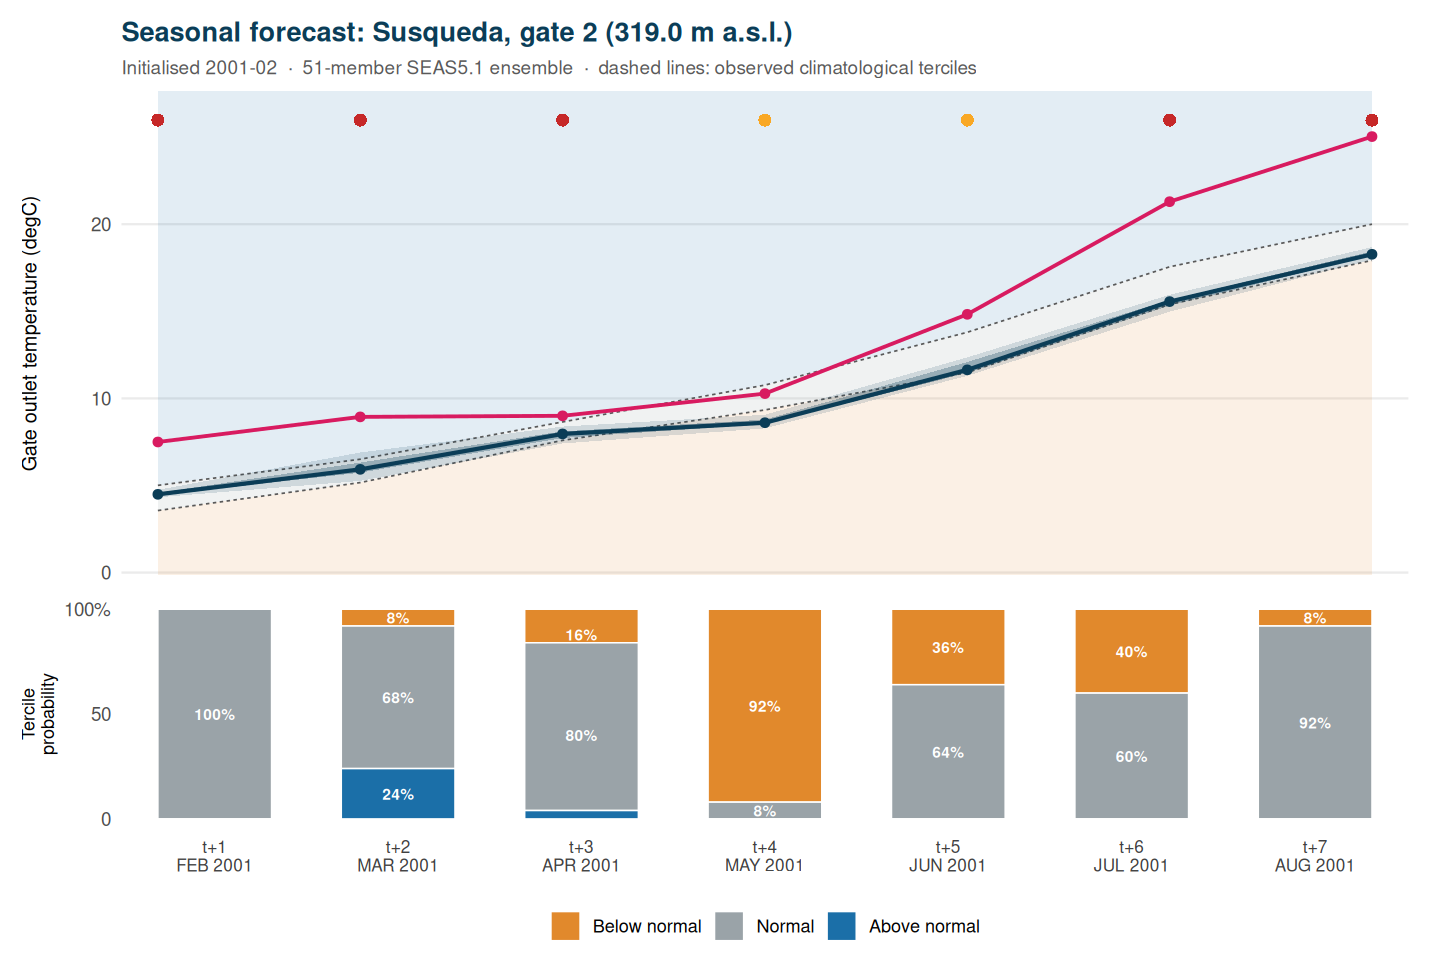 Seasonal forecast: Susqueda, gate 2 (319.0 m a.s.l.)
Initialised 2001-02 · 51-member SEAS5.1 ensemble · dashed lines: observed climatological terciles
Gate outlet temperature (degC)
20
10
0
Tercile
probability
100%
50
0
100%
8%
68%
24%
16%
80%
92%
8%
36%
64%
40%
60%
8%
92%
t+1
FEB 2001
t+2
MAR 2001
t+3
APR 2001
t+4
MAY 2001
t+5
JUN 2001
t+6
JUL 2001
t+7
AUG 2001
Below normal
Normal
Above normal